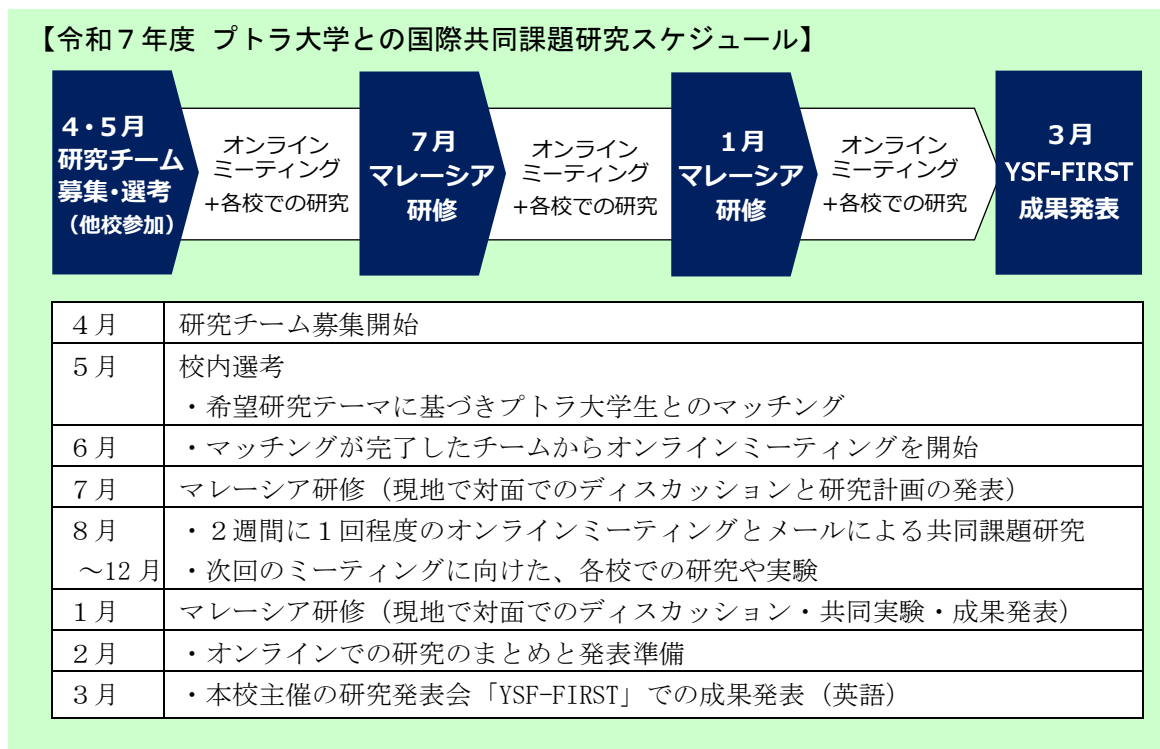 【令和７年度 プトラ大学との国際共同課題研究スケジュール】
４・５月
研究チーム
募集・選考
（他校参加）
オンライン
ミーティング
+各校での研究
７月
マレーシア
研修
オンライン
ミーティング
+各校での研究
１月
マレーシア
研修
オンライン
ミーティング
+各校での研究
３月
YSF-FIRST
成果発表
４月 研究チーム募集開始
５月 校内選考
・希望研究テーマに基づきプトラ大学生とのマッチング
６月 ・マッチングが完了したチームからオンラインミーティングを開始
７月 マレーシア研修（現地で対面でのディスカッションと研究計画の発表）
８月 ・２週間に１回程度のオンラインミーティングとメールによる共同課題研究
～12月 ・次回のミーティングに向けた、各校での研究や実験
１月 マレーシア研修（現地で対面でのディスカッション・共同実験・成果発表）
２月 ・オンラインでの研究のまとめと発表準備
３月 ・本校主催の研究発表会「YSF-FIRST」での成果発表（英語）